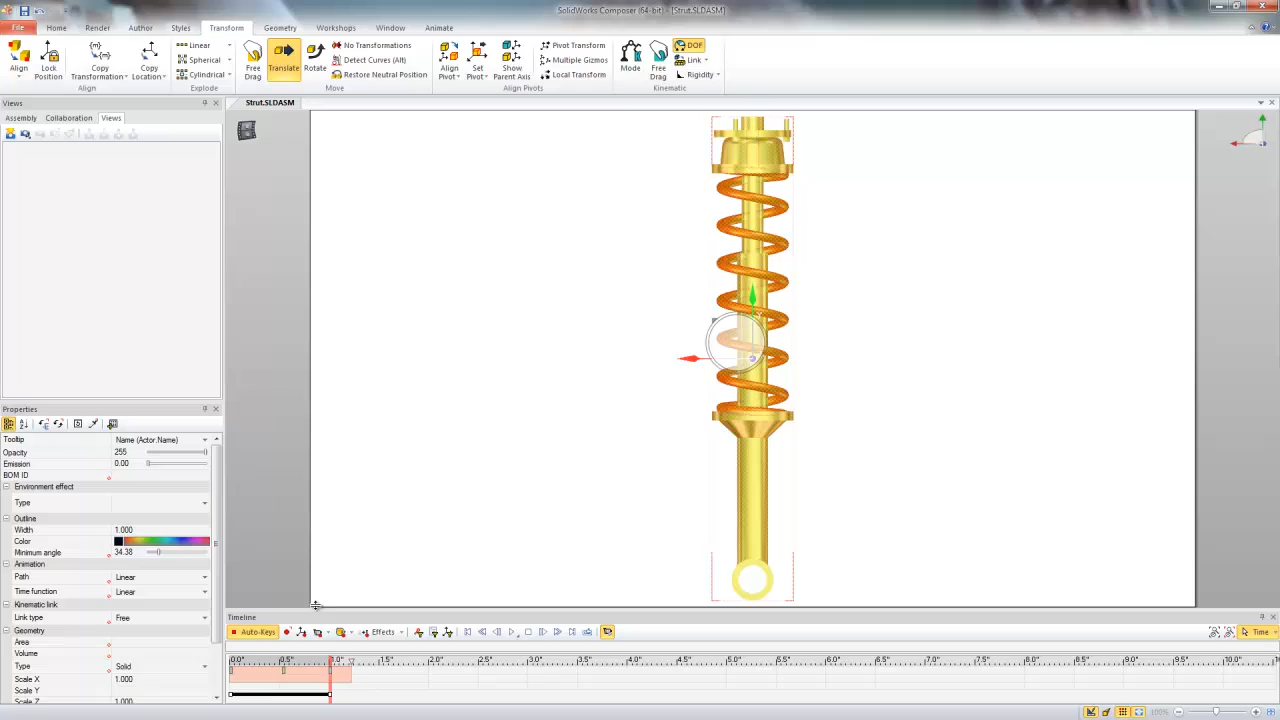 SolidWorks Composer (64-bit) - [Strut.SLDASM]
File Home Render Author Styles Transform Geometry Workshops Window Animate
Align Lock Position Copy Transformation Copy Location Align
Linear Spherical Cylindrical Explode
Free Drag Translate Rotate No Transformations Detect Curves (Alt) Restore Neutral Position Move
Align Pivot Set Pivot Show Parent Axis Pivot Transform Multiple Gizmos Local Transform Align Pivots
Mode Free Drag DOF Link Rigidity Kinematic
Views
Strut.SLDASM
Assembly Collaboration Views
Properties
Tooltip Name (Actor.Name)
Opacity 255
Emission 0.00
BOM ID
Environment effect
Type
Outline
Width 1.000
Color
Minimum angle 34.38
Animation
Path Linear
Time function Linear
Kinematic link
Link type Free
Geometry
Area
Volume
Type Solid
Scale X 1.000
Scale Y
Scale Z 1.000
Timeline
Auto-Keys Effects Time
0.0" 0.5" 1.0" 1.5" 2.0" 2.5" 3.0" 3.5" 4.0" 4.5" 5.0" 5.5" 6.0" 6.5" 7.0" 7.5" 8.0" 8.5" 9.0" 9.5" 10.0"
100%